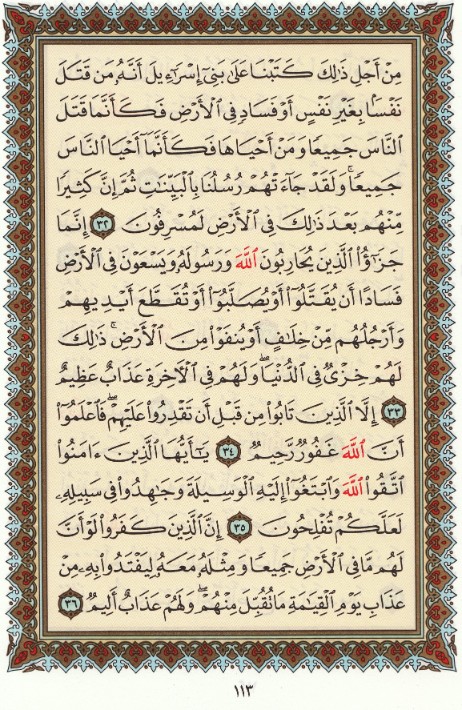 مِنْ أَجْلِ ذَٰلِكَ كَتَبْنَا عَلَىٰ بَنِىٓ إِسْرَٰٓءِيلَ أَنَّهُۥ مَن قَتَلَ
نَفْسًۢا بِغَيْرِ نَفْسٍ أَوْ فَسَادٍ فِى ٱلْأَرْضِ فَكَأَنَّمَا قَتَلَ
ٱلنَّاسَ جَمِيعًا وَمَنْ أَحْيَاهَا فَكَأَنَّمَآ أَحْيَا ٱلنَّاسَ
جَمِيعًا ۚ وَلَقَدْ جَآءَتْهُمْ رُسُلُنَا بِٱلْبَيِّنَٰتِ ثُمَّ إِنَّ كَثِيرًا
مِّنْهُم بَعْدَ ذَٰلِكَ فِى ٱلْأَرْضِ لَمُسْرِفُونَ ٣٢ إِنَّمَا
جَزَٰٓؤُا۟ ٱلَّذِينَ يُحَارِبُونَ ٱللَّهَ وَرَسُولَهُۥ وَيَسْعَوْنَ فِى ٱلْأَرْضِ
فَسَادًا أَن يُقَتَّلُوٓا۟ أَوْ يُصَلَّبُوٓا۟ أَوْ تُقَطَّعَ أَيْدِيهِمْ
وَأَرْجُلُهُم مِّنْ خِلَٰفٍ أَوْ يُنفَوْا۟ مِنَ ٱلْأَرْضِ ۚ ذَٰلِكَ
لَهُمْ خِزْىٌ فِى ٱلدُّنْيَا ۖ وَلَهُمْ فِى ٱلْءَاخِرَةِ عَذَابٌ عَظِيمٌ
٣٣ إِلَّا ٱلَّذِينَ تَابُوا۟ مِن قَبْلِ أَن تَقْدِرُوا۟ عَلَيْهِمْ ۖ فَٱعْلَمُوٓا۟
أَنَّ ٱللَّهَ غَفُورٌ رَّحِيمٌ ٣٤ يَٰٓأَيُّهَا ٱلَّذِينَ ءَامَنُوا۟
ٱتَّقُوا۟ ٱللَّهَ وَٱبْتَغُوٓا۟ إِلَيْهِ ٱلْوَسِيلَةَ وَجَٰهِدُوا۟ فِى سَبِيلِهِۦ
لَعَلَّكُمْ تُفْلِحُونَ ٣٥ إِنَّ ٱلَّذِينَ كَفَرُوا۟ لَوْ أَنَّ
لَهُم مَّا فِى ٱلْأَرْضِ جَمِيعًا وَمِثْلَهُۥ مَعَهُۥ لِيَفْتَدُوا۟ بِهِۦ مِنْ
عَذَابِ يَوْمِ ٱلْقِيَٰمَةِ مَا تُقُبِّلَ مِنْهُمْ ۖ وَلَهُمْ عَذَابٌ أَلِيمٌ ٣٦
١١٣